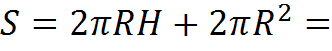 S = 2πRH + 2πR² =